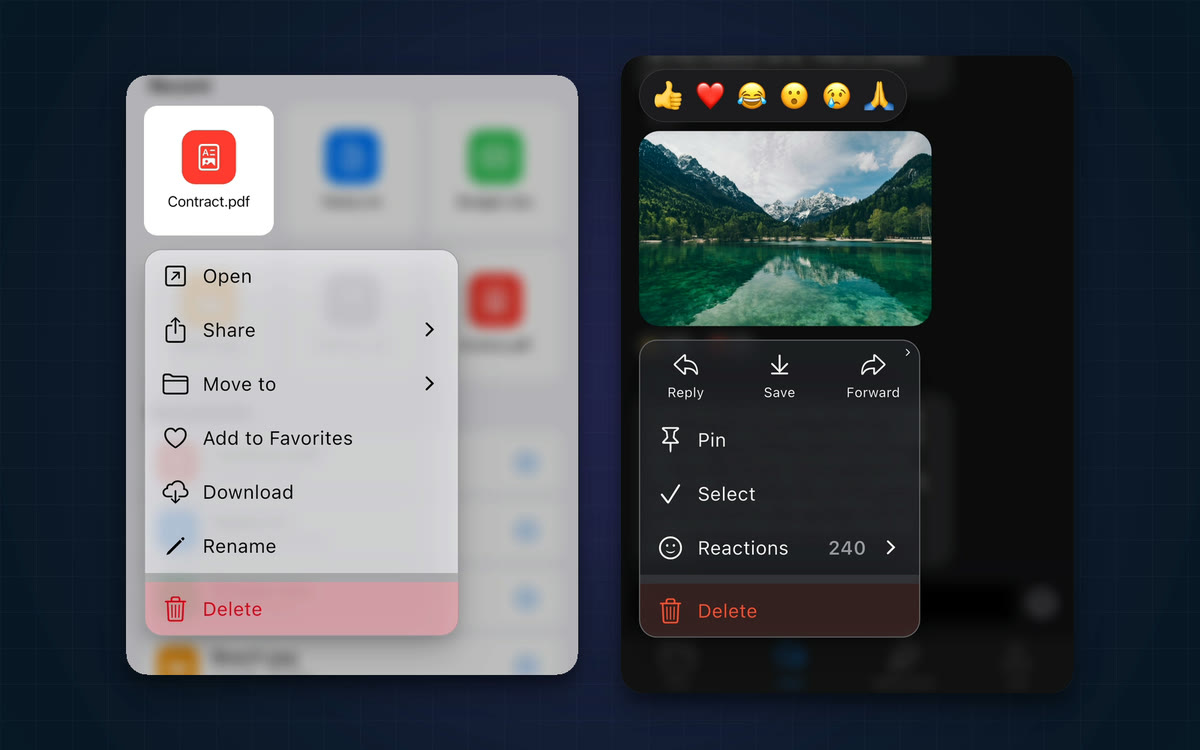 Contract.pdf
Open
Share
Move to
Add to Favorites
Download
Rename
Delete
Reply
Save
Forward
Pin
Select
Reactions 240
Delete